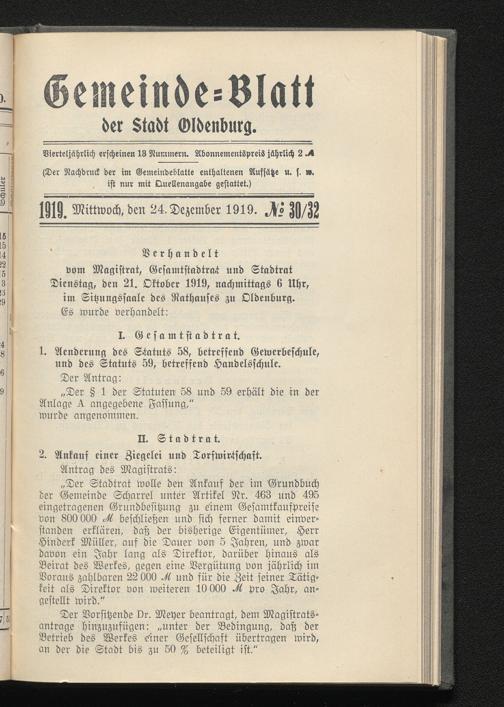 Gemeinde=Blatt
der Stadt Oldenburg.
Vierteljährlich erscheinen 13 Nummern. Abonnementspreis jährlich 2 ℳ
(Der Nachdruck der im Gemeindeblatte enthaltenen Aufsätze u. s. w.
ist nur mit Quellenangabe gestattet.)
1919. Mittwoch, den 24. Dezember 1919. № 30/32
Verhandelt
vom Magistrat, Gesamtstadtrat und Stadtrat
Dienstag, den 21. Oktober 1919, nachmittags 6 Uhr,
im Sitzungssaale des Rathauses zu Oldenburg.
Es wurde verhandelt:
I. Gesamtstadtrat.
1. Aenderung des Statuts 58, betreffend Gewerbeschule,
und des Statuts 59, betreffend Handelsschule.
Der Antrag:
„Der § 1 der Statuten 58 und 59 erhält die in der
Anlage A angegebene Fassung,"
wurde angenommen.
II. Stadtrat.
2. Ankauf einer Ziegelei und Torfwirtschaft.
Antrag des Magistrats:
„Der Stadtrat wolle den Ankauf der im Grundbuch
der Gemeinde Scharrel unter Artikel Nr. 463 und 495
eingetragenen Grundbesitzung zu einem Gesamtkaufpreise
von 800 000 ℳ beschließen und sich ferner damit einver-
standen erklären, daß der bisherige Eigentümer, Herr
Hinderk Müller, auf die Dauer von 5 Jahren, und zwar
davon ein Jahr lang als Direktor, darüber hinaus als
Beirat des Werkes, gegen eine Vergütung von jährlich im
Voraus zahlbaren 22 000 ℳ und für die Zeit seiner Tätig-
keit als Direktor von weiteren 10 000 ℳ pro Jahr, an-
gestellt wird."
Der Vorsitzende Dr. Meyer beantragt, dem Magistrats-
antrage hinzuzufügen: „unter der Bedingung, daß der
Betrieb des Werkes einer Gesellschaft übertragen wird,
an der die Stadt bis zu 50 % beteiligt ist."